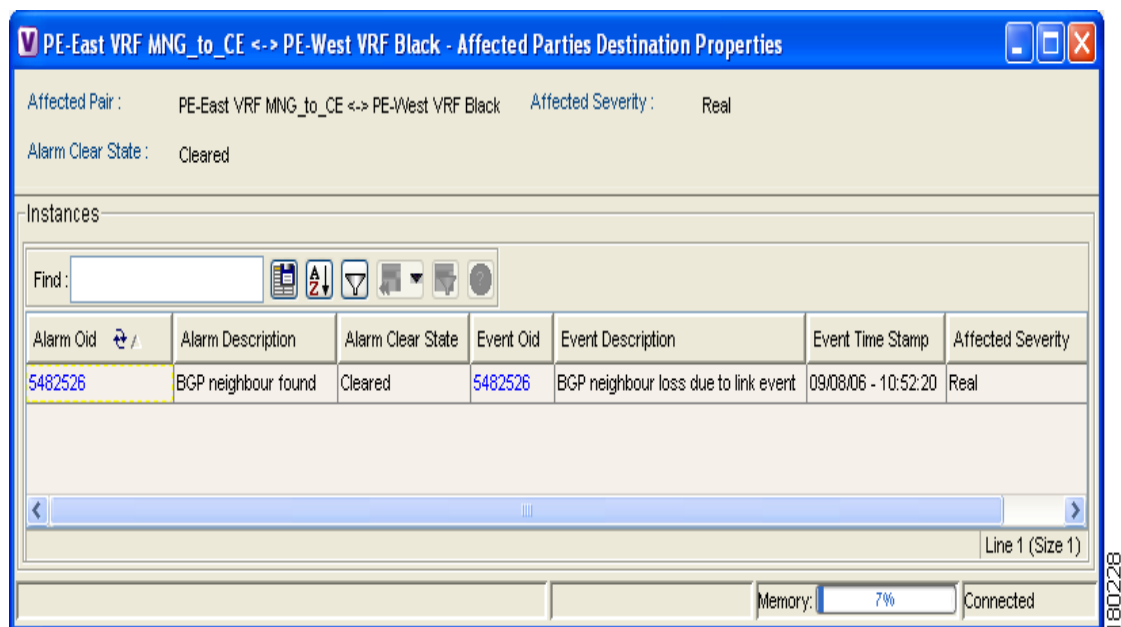 PE-East VRF MNG_to_CE <-> PE-West VRF Black - Affected Parties Destination Properties
Affected Pair : PE-East VRF MNG_to_CE <-> PE-West VRF Black Affected Severity : Real
Alarm Clear State : Cleared
Instances
Find :
Alarm Oid Alarm Description Alarm Clear State Event Oid Event Description Event Time Stamp Affected Severity
5482526 BGP neighbour found Cleared 5482526 BGP neighbour loss due to link event 09/08/06 - 10:52:20 Real
Line 1 (Size 1)
Memory: 7% Connected
180228